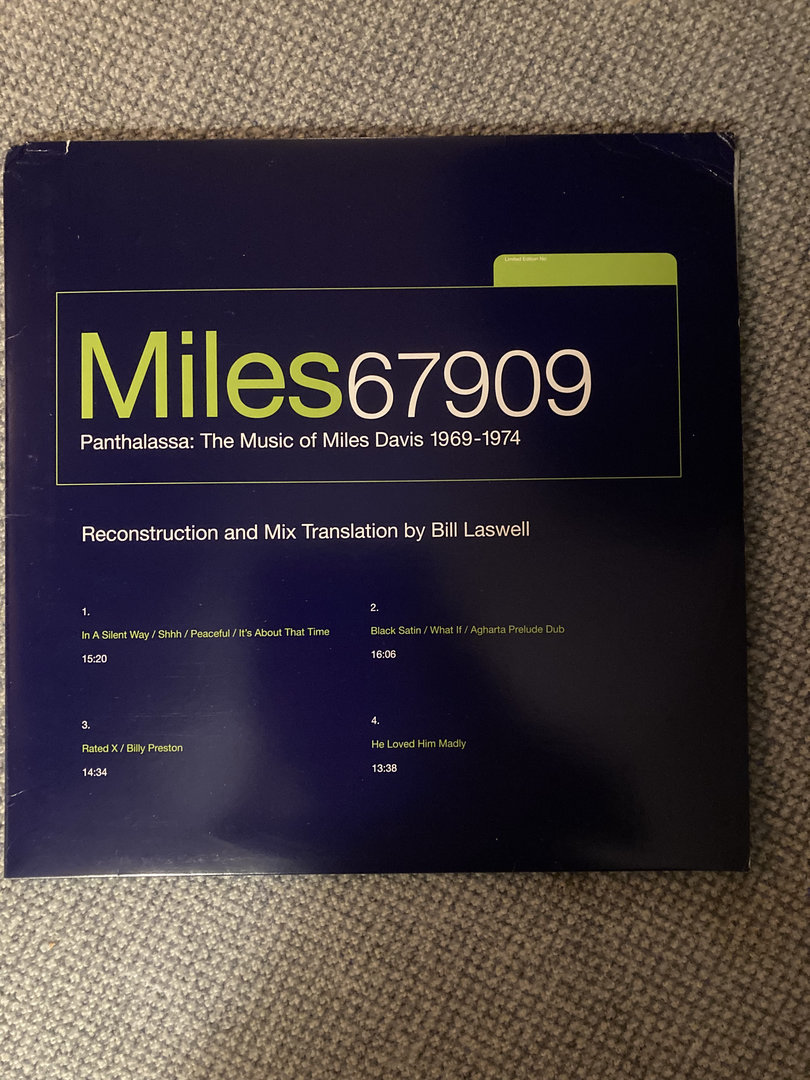 Limited Edition No
Miles67909
Panthalassa: The Music of Miles Davis 1969-1974
Reconstruction and Mix Translation by Bill Laswell
1.
In A Silent Way / Shhh / Peaceful / It's About That Time
15:20
2.
Black Satin / What If / Agharta Prelude Dub
16:06
3.
Rated X / Billy Preston
14:34
4.
He Loved Him Madly
13:38